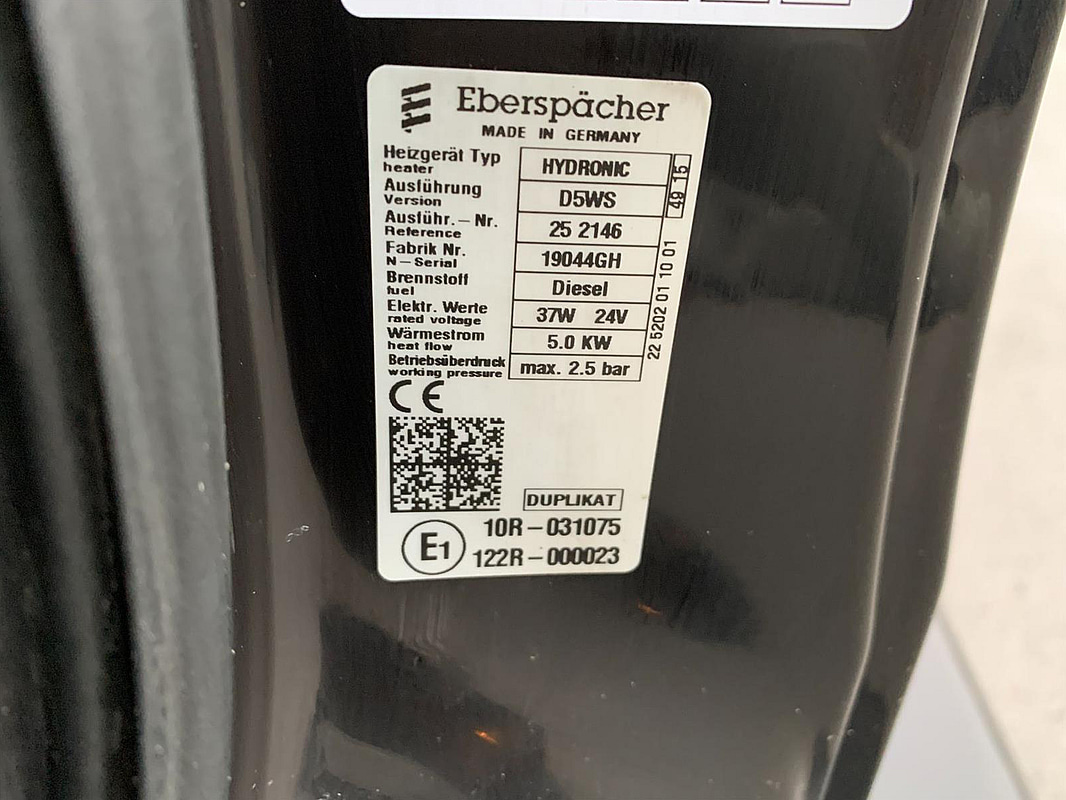 Eberspächer
MADE IN GERMANY
Heizgerät Typ HYDRONIC
heater
Ausführung D5WS
Version
Ausführ.-Nr. 25 2146
Reference
Fabrik Nr. 19044GH
N-Serial
Brennstoff Diesel
fuel
Elektr. Werte 37W 24V
rated voltage
Wärmestrom 5.0 KW
heat flow
Betriebsüberdruck max. 2.5 bar
working pressure
49 15
22 5202 01 10 01
CE
DUPLIKAT
E1 10R-031075
122R-000023